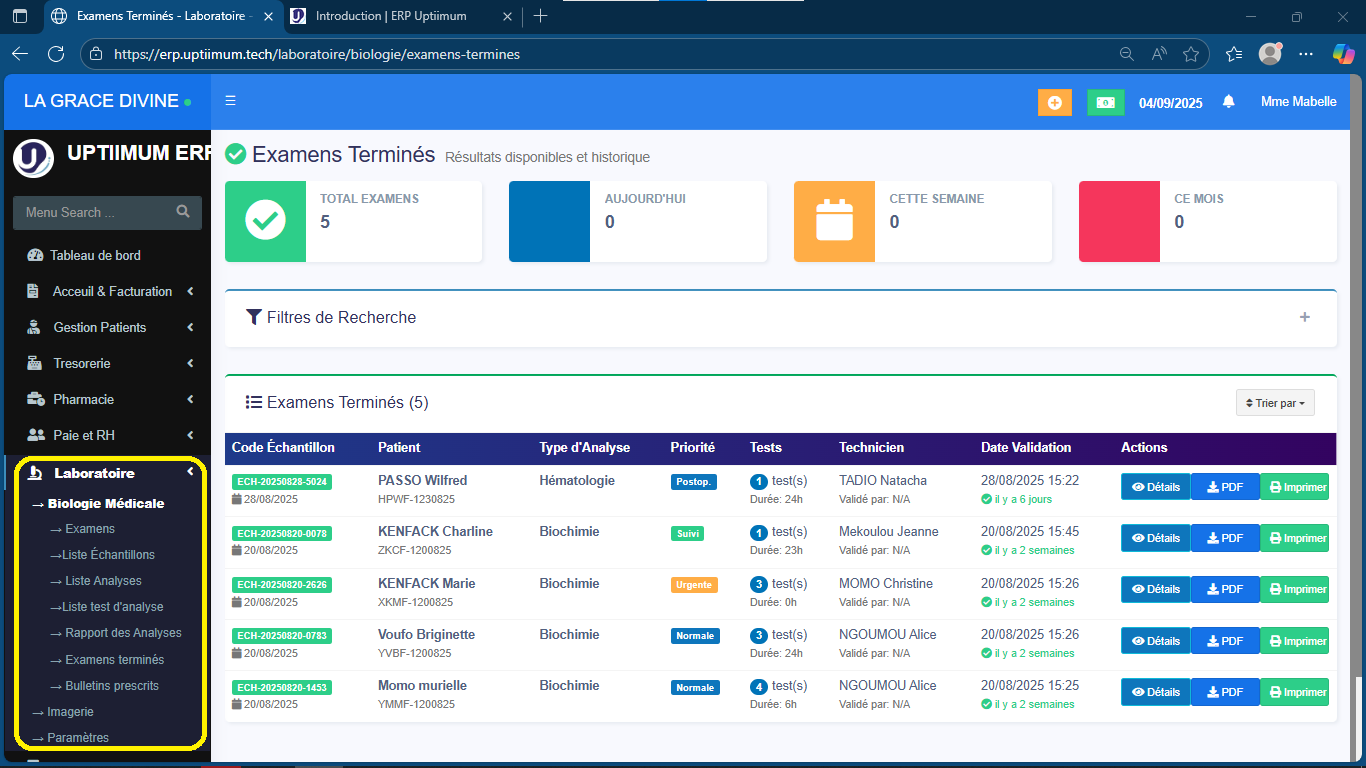 Examens Terminés - Laboratoire -
Introduction | ERP Uptiimum
https://erp.uptiimum.tech/laboratoire/biologie/examens-termines
LA GRACE DIVINE
04/09/2025
Mme Mabelle
UPTIIMUM ERP
Menu Search ...
Tableau de bord
Acceuil & Facturation
Gestion Patients
Tresorerie
Pharmacie
Paie et RH
Laboratoire
→ Biologie Médicale
→ Examens
→Liste Échantillons
→ Liste Analyses
→Liste test d'analyse
→ Rapport des Analyses
→ Examens terminés
→ Bulletins prescrits
→ Imagerie
→ Paramètres
Examens Terminés Résultats disponibles et historique
TOTAL EXAMENS
5
AUJOURD'HUI
0
CETTE SEMAINE
0
CE MOIS
0
Filtres de Recherche
Examens Terminés (5)
Trier par
Code Échantillon Patient Type d'Analyse Priorité Tests Technicien Date Validation Actions
ECH-20250828-5024 PASSO Wilfred Hématologie Postop. 1 test(s) TADIO Natacha 28/08/2025 15:22 Détails PDF Imprimer
28/08/2025 HPWF-1230825 Durée: 24h Validé par: N/A il y a 6 jours
ECH-20250820-0078 KENFACK Charline Biochimie Suivi 1 test(s) Mekoulou Jeanne 20/08/2025 15:45 Détails PDF Imprimer
20/08/2025 ZKCF-1200825 Durée: 23h Validé par: N/A il y a 2 semaines
ECH-20250820-2626 KENFACK Marie Biochimie Urgente 3 test(s) MOMO Christine 20/08/2025 15:26 Détails PDF Imprimer
20/08/2025 XKMF-1200825 Durée: 0h Validé par: N/A il y a 2 semaines
ECH-20250820-0783 Voufo Briginette Biochimie Normale 3 test(s) NGOUMOU Alice 20/08/2025 15:26 Détails PDF Imprimer
20/08/2025 YVBF-1200825 Durée: 24h Validé par: N/A il y a 2 semaines
ECH-20250820-1453 Momo murielle Biochimie Normale 4 test(s) NGOUMOU Alice 20/08/2025 15:25 Détails PDF Imprimer
20/08/2025 YMMF-1200825 Durée: 6h Validé par: N/A il y a 2 semaines